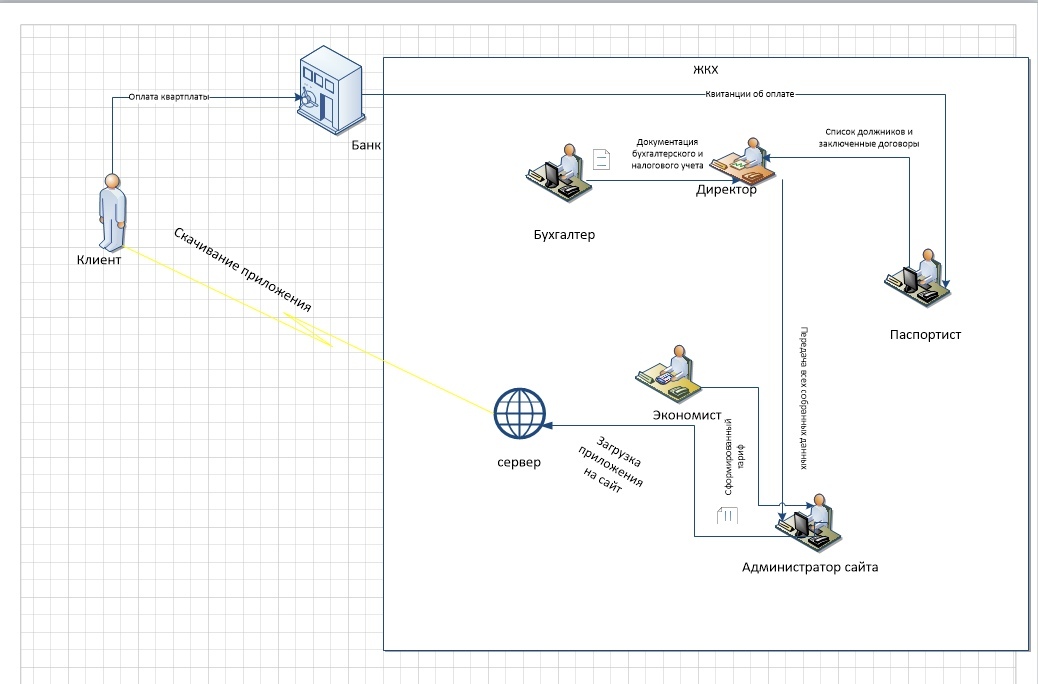 ЖКХ
Оплата квартплаты
Квитанции об оплате
Банк
Документация
бухгалтерского и
налогового учета
Список должников и
заключенные договоры
Директор
Бухгалтер
Клиент
Скачивание приложения
Паспортист
Передача всех собранных данных
Экономист
Сформированный
тариф
Загрузка
приложения
на сайт
сервер
Администратор сайта